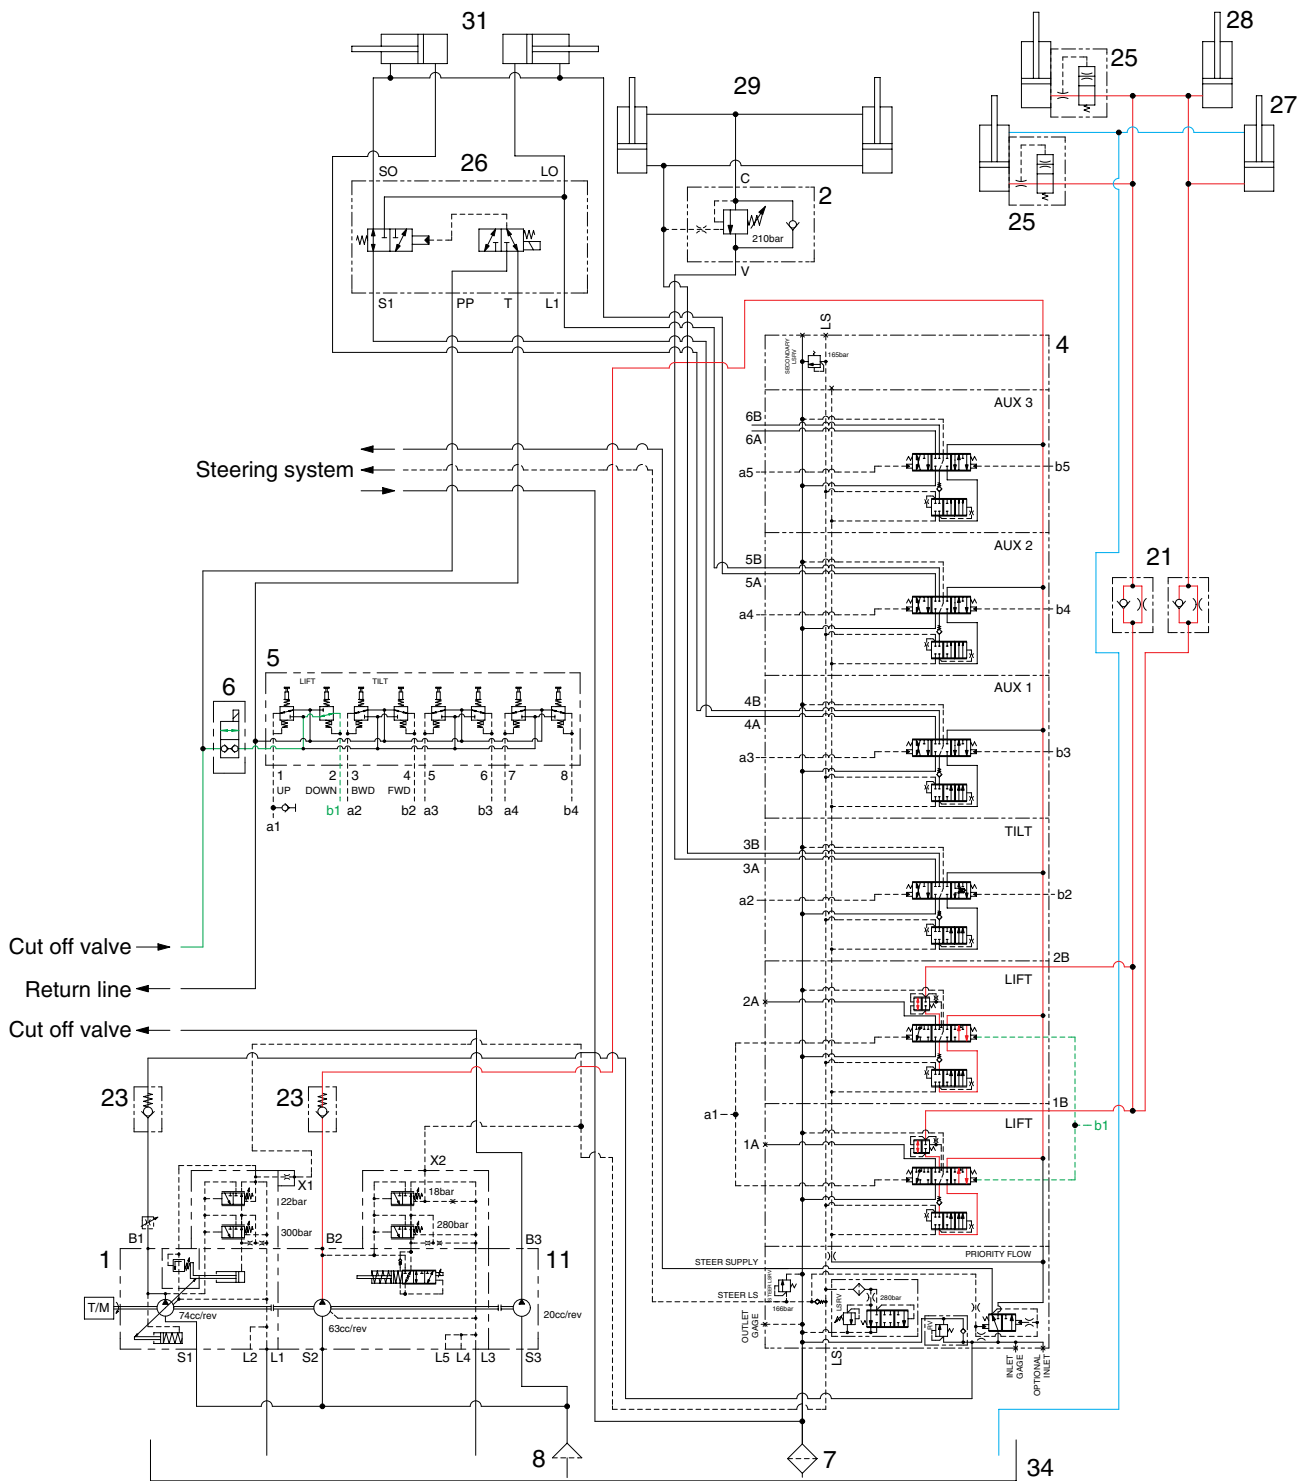 31
28
25
29
27
26
SO
LO
C
2
25
210bar
V
S1
PP
T
L1
LS
4
SECONDARY
LSRV
165bar
AUX 3
6B
6A
Steering system
a5
b5
AUX 2
5B
5A
21
a4
b4
5
LIFT
TILT
6
AUX 1
4B
4A
a3
b3
1
2
3
4
5
6
7
8
UP
DOWN
BWD
FWD
b1
a2
b2
a3
b3
a4
b4
a1
TILT
3B
3A
a2
b2
Cut off valve
2B
LIFT
Return line
2A
Cut off valve
23
23
1B
a1
LIFT
b1
1A
X2
X1
22bar
18bar
300bar
280bar
B1
B2
B3
1
11
PRIORITY FLOW
STEER SUPPLY
STEER LSRV
STEER LS
166bar
T/M
74cc/rev
63cc/rev
20cc/rev
LSRV
280bar
OUTLET
GAGE
LRV
S1
L2
L1
S2
L5
L4
L3
S3
LS
INLET
GAGE
OPTIONAL
INLET
8
7
34